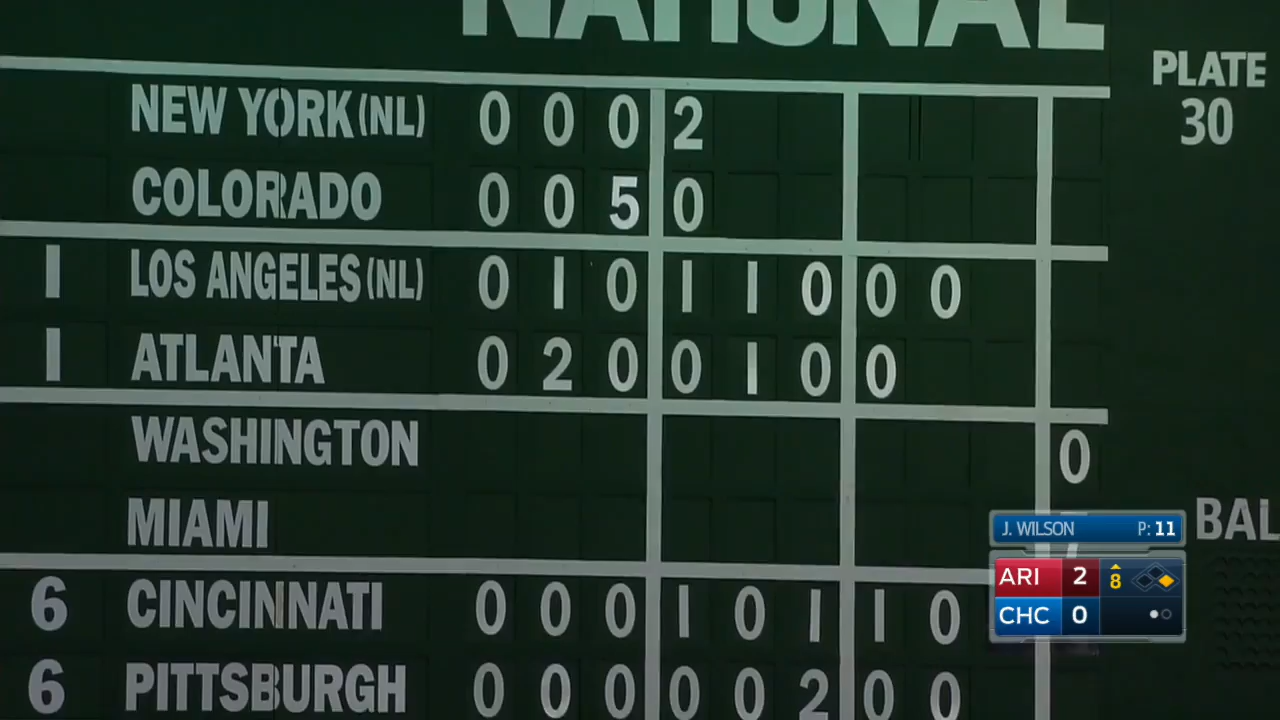 NATIONAL
PLATE
30
NEW YORK (NL) 0 0 0 2
COLORADO 0 0 5 0
1 LOS ANGELES (NL) 0 1 0 1 1 0 0 0
1 ATLANTA 0 2 0 0 1 0 0
WASHINGTON 0
MIAMI
BAL
J. WILSON P: 11
ARI 2 8
CHC 0
6 CINCINNATI 0 0 0 1 0 1 1 0
6 PITTSBURGH 0 0 0 0 0 2 0 0